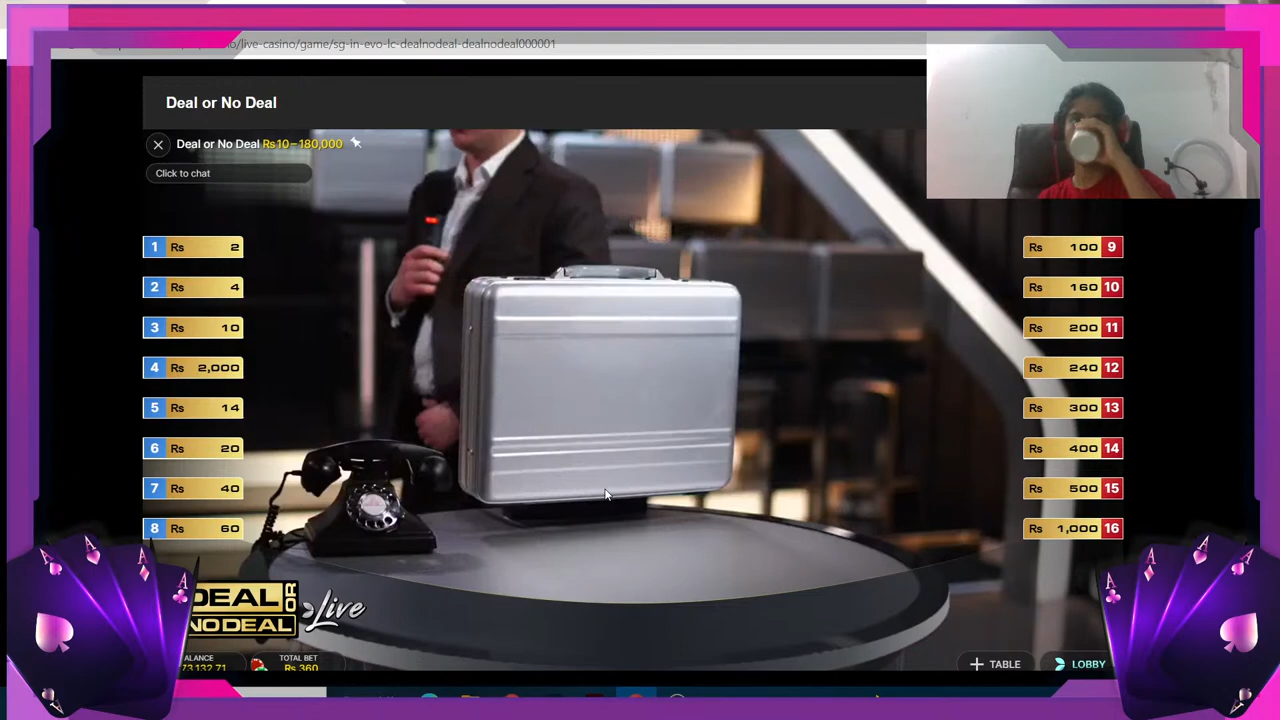 /live-casino/game/sg-in-evo-lc-dealnodeal-dealnodeal000001
Deal or No Deal
Deal or No Deal Rs10–180,000
Click to chat
1 Rs 2
2 Rs 4
3 Rs 10
4 Rs 2,000
5 Rs 14
6 Rs 20
7 Rs 40
8 Rs 60
Rs 100 9
Rs 160 10
Rs 200 11
Rs 240 12
Rs 300 13
Rs 400 14
Rs 500 15
Rs 1,000 16
DEAL OR NO DEAL Live
ALANCE
73,132.71
TOTAL BET
Rs 360
TABLE
LOBBY
A
A
A
A
A
A
A
A